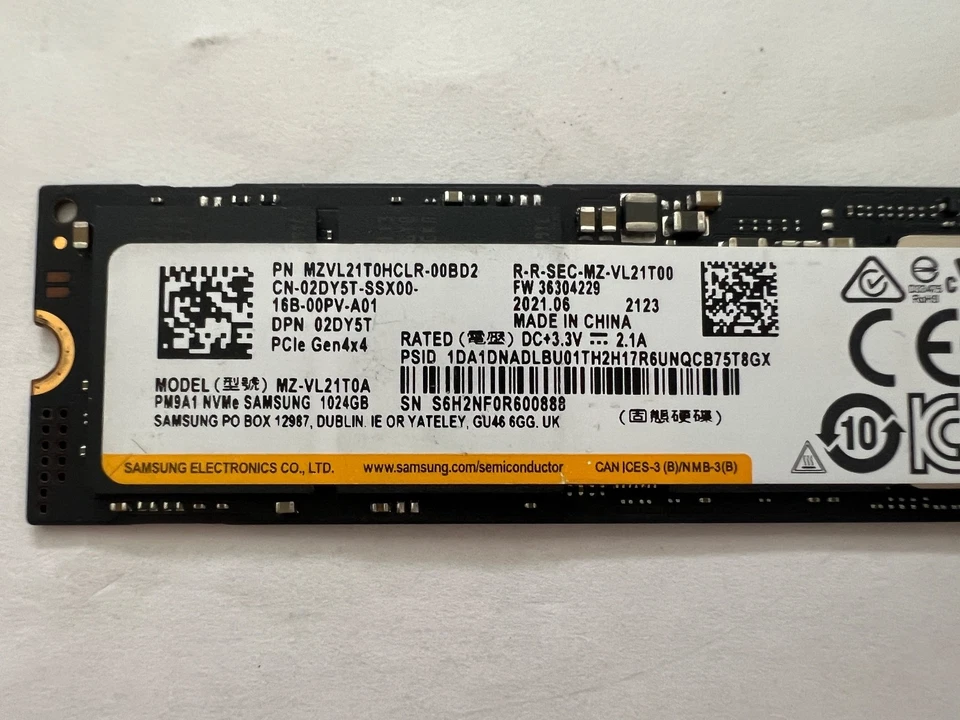 PN MZVL21T0HCLR-00BD2
CN-02DY5T-SSX00-
16B-00PV-A01
DPN 02DY5T
PCIe Gen4x4
R-R-SEC-MZ-VL21T00
FW 36304229
2021.06 2123
MADE IN CHINA
RATED (電壓) DC+3.3V ⎓ 2.1A
PSID 1DA1DNADLBU01TH2H17R6UNQCB75T8GX
MODEL (型號) MZ-VL21T0A
PM9A1 NVMe SAMSUNG 1024GB
SN S6H2NF0R600888
(固態硬碟)
SAMSUNG PO BOX 12987, DUBLIN. IE OR YATELEY, GU46 6GG. UK
SAMSUNG ELECTRONICS CO., LTD. www.samsung.com/semiconductor CAN ICES-3 (B)/NMB-3(B)
D33475
RoHS
CE
10